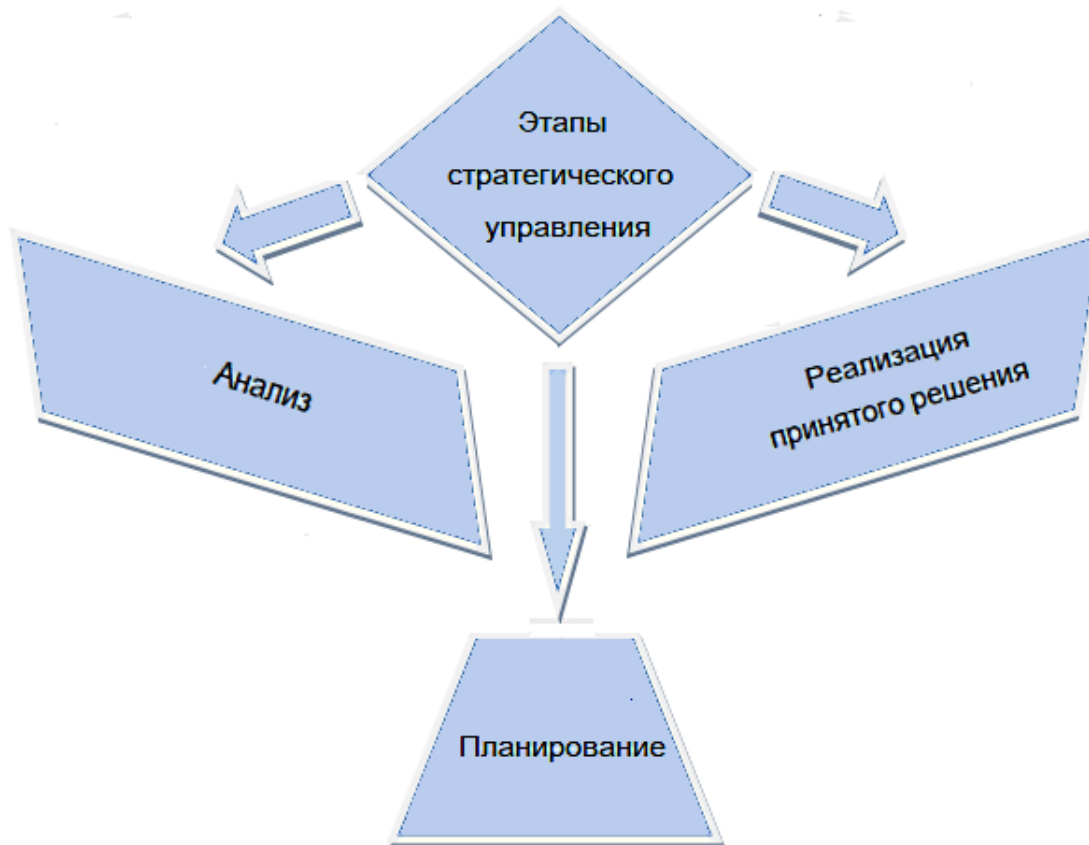 Этапы
стратегического
управления
Анализ
Реализация
принятого решения
Планирование